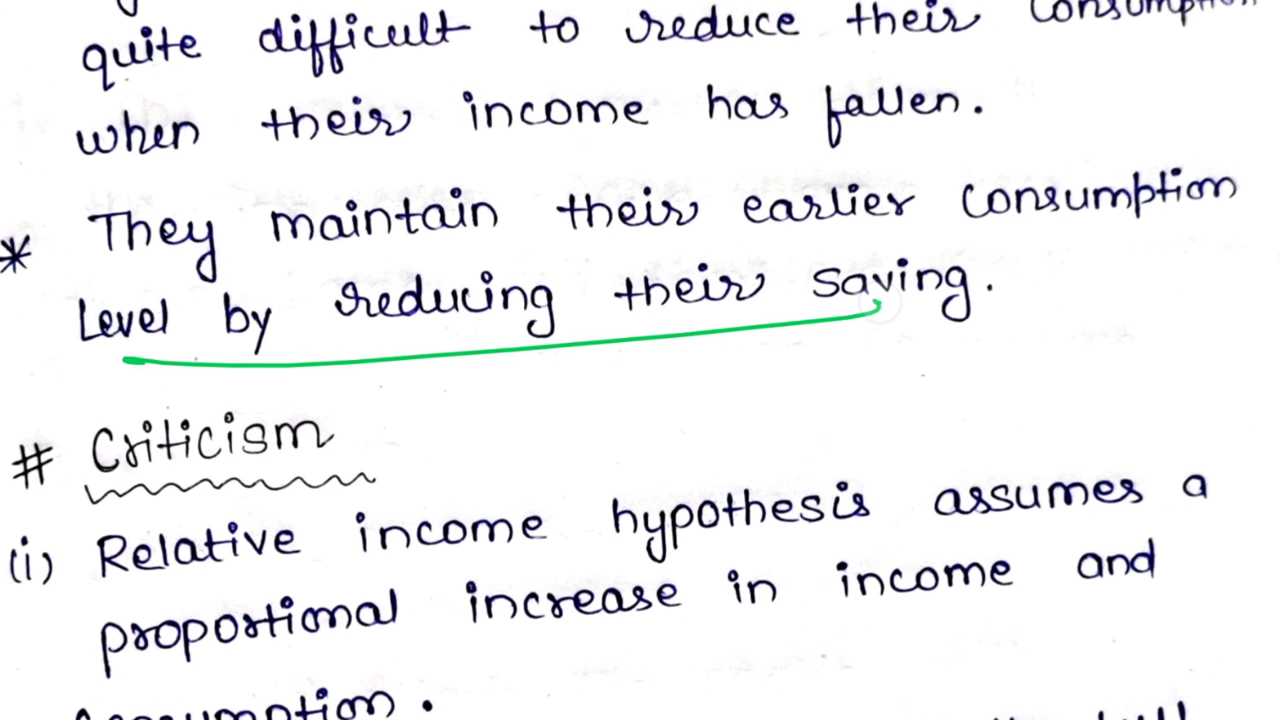 quite difficult to reduce their consumption
when their income has fallen.
* They maintain their earlier consumption
Level by reducing their saving.
# Criticism
(i) Relative income hypothesis assumes a
proportional increase in income and